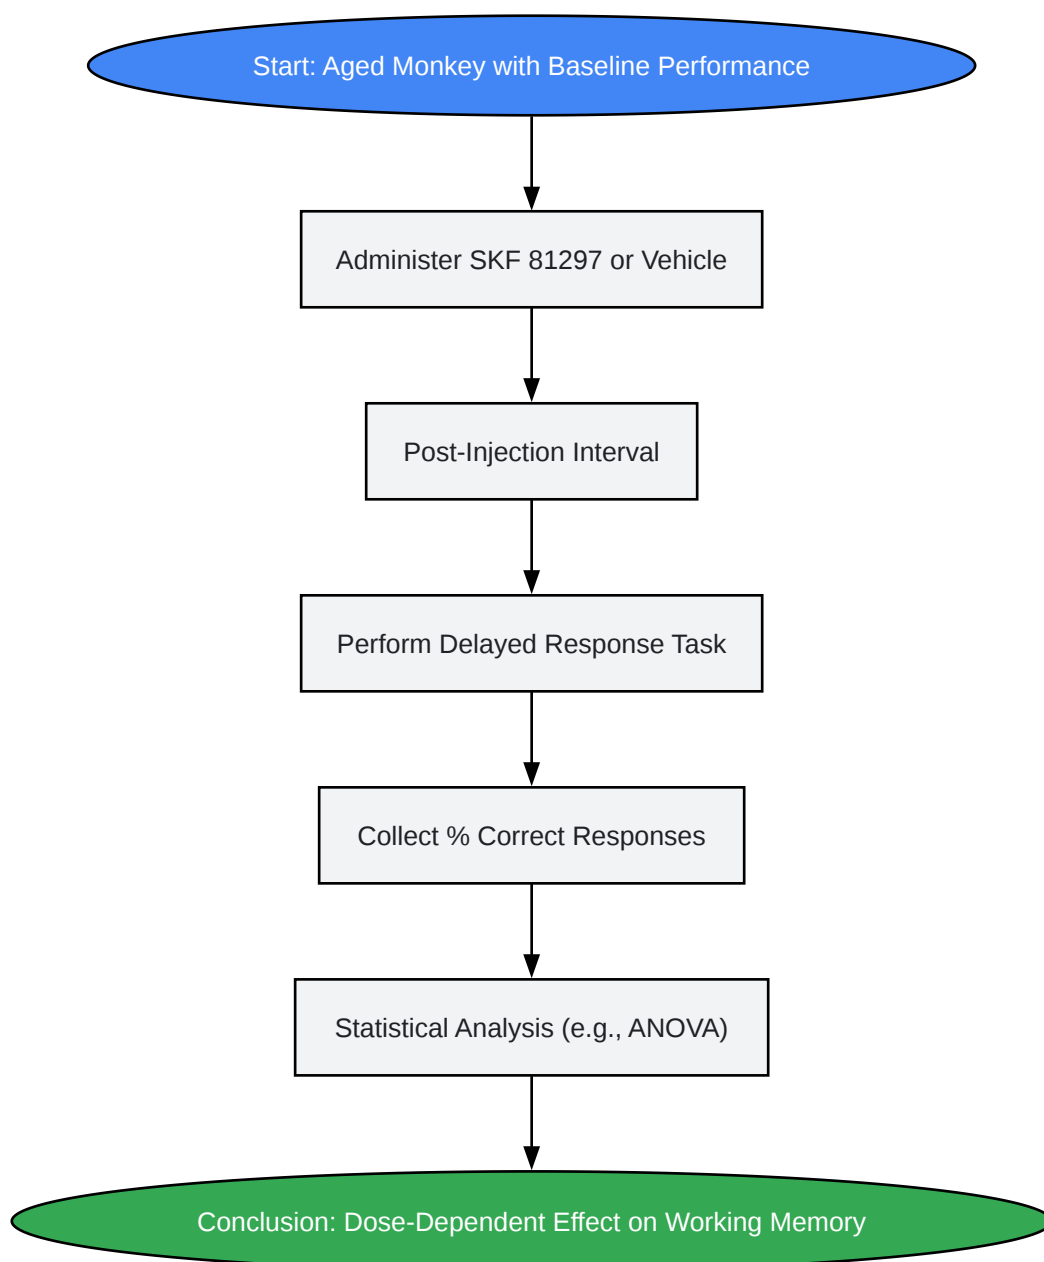 Start: Aged Monkey with Baseline Performance
Administer SKF 81297 or Vehicle
Post-Injection Interval
Perform Delayed Response Task
Collect % Correct Responses
Statistical Analysis (e.g., ANOVA)
Conclusion: Dose-Dependent Effect on Working Memory